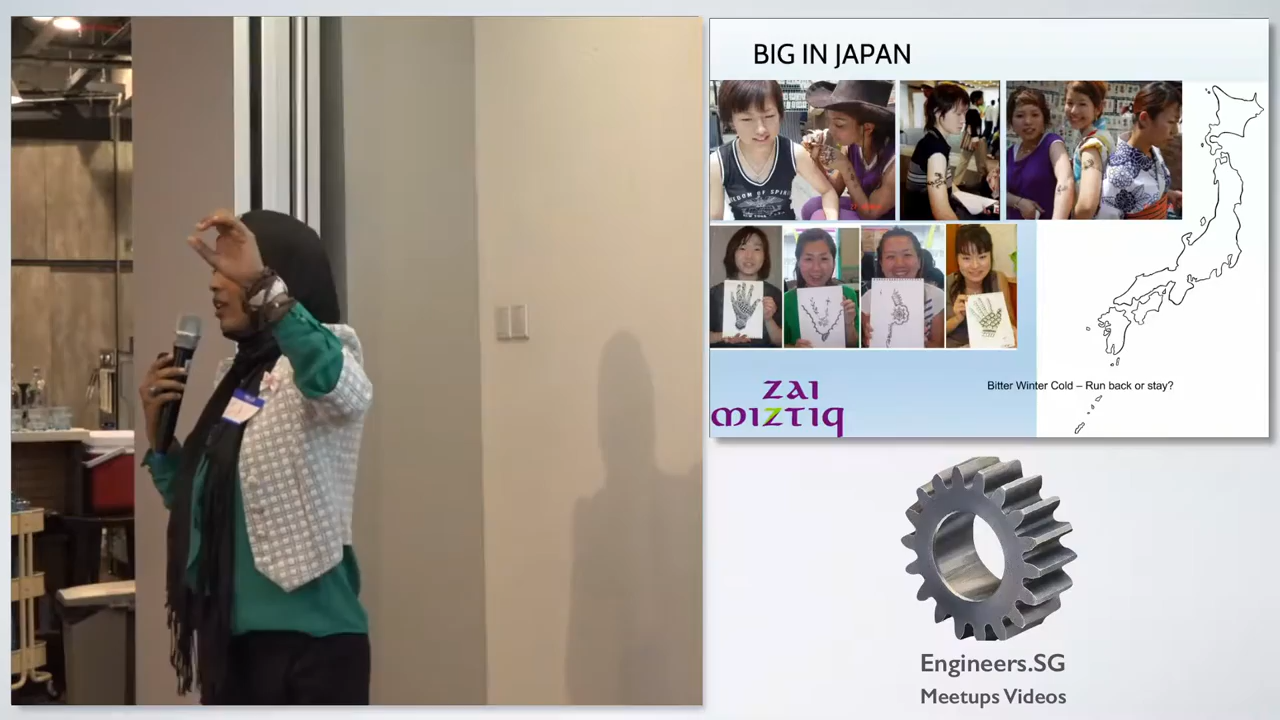 BIG IN JAPAN
ZAI
MIZTIQ
Bitter Winter Cold – Run back or stay?
Engineers.SG
Meetups Videos